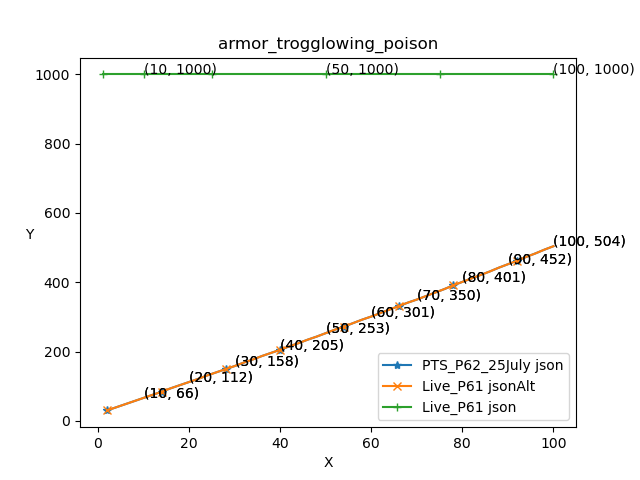 armor_trogglowing_poison
1000
(10, 1000)
(50, 1000)
(100, 1000)
800
600
Y
(100, 504)
(90, 452)
400
(80, 401)
(70, 350)
(60, 301)
(50, 253)
(40, 205)
200
(30, 158)
(20, 112)
(10, 66)
PTS_P62_25July json
Live_P61 jsonAlt
Live_P61 json
0
0 20 40 60 80 100
X